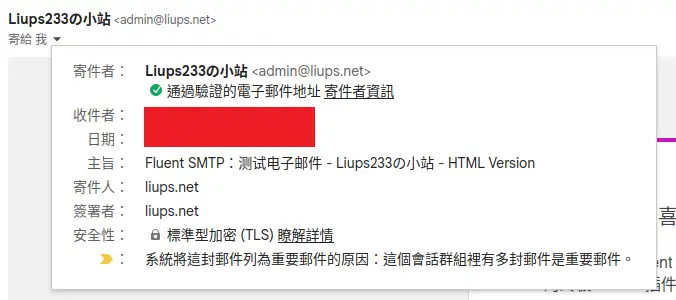 Liups233の小站 <admin@liups.net>
寄給 我
寄件者： Liups233の小站 <admin@liups.net>
通過驗證的電子郵件地址 寄件者資訊
收件者：
日期：
主旨： Fluent SMTP：测试电子邮件 - Liups233の小站 - HTML Version
寄件人： liups.net
簽署者： liups.net
安全性： 標準型加密 (TLS) 瞭解詳情
： 系統將這封郵件列為重要郵件的原因：這個會話群組裡有多封郵件是重要郵件。
喜
ent
插件